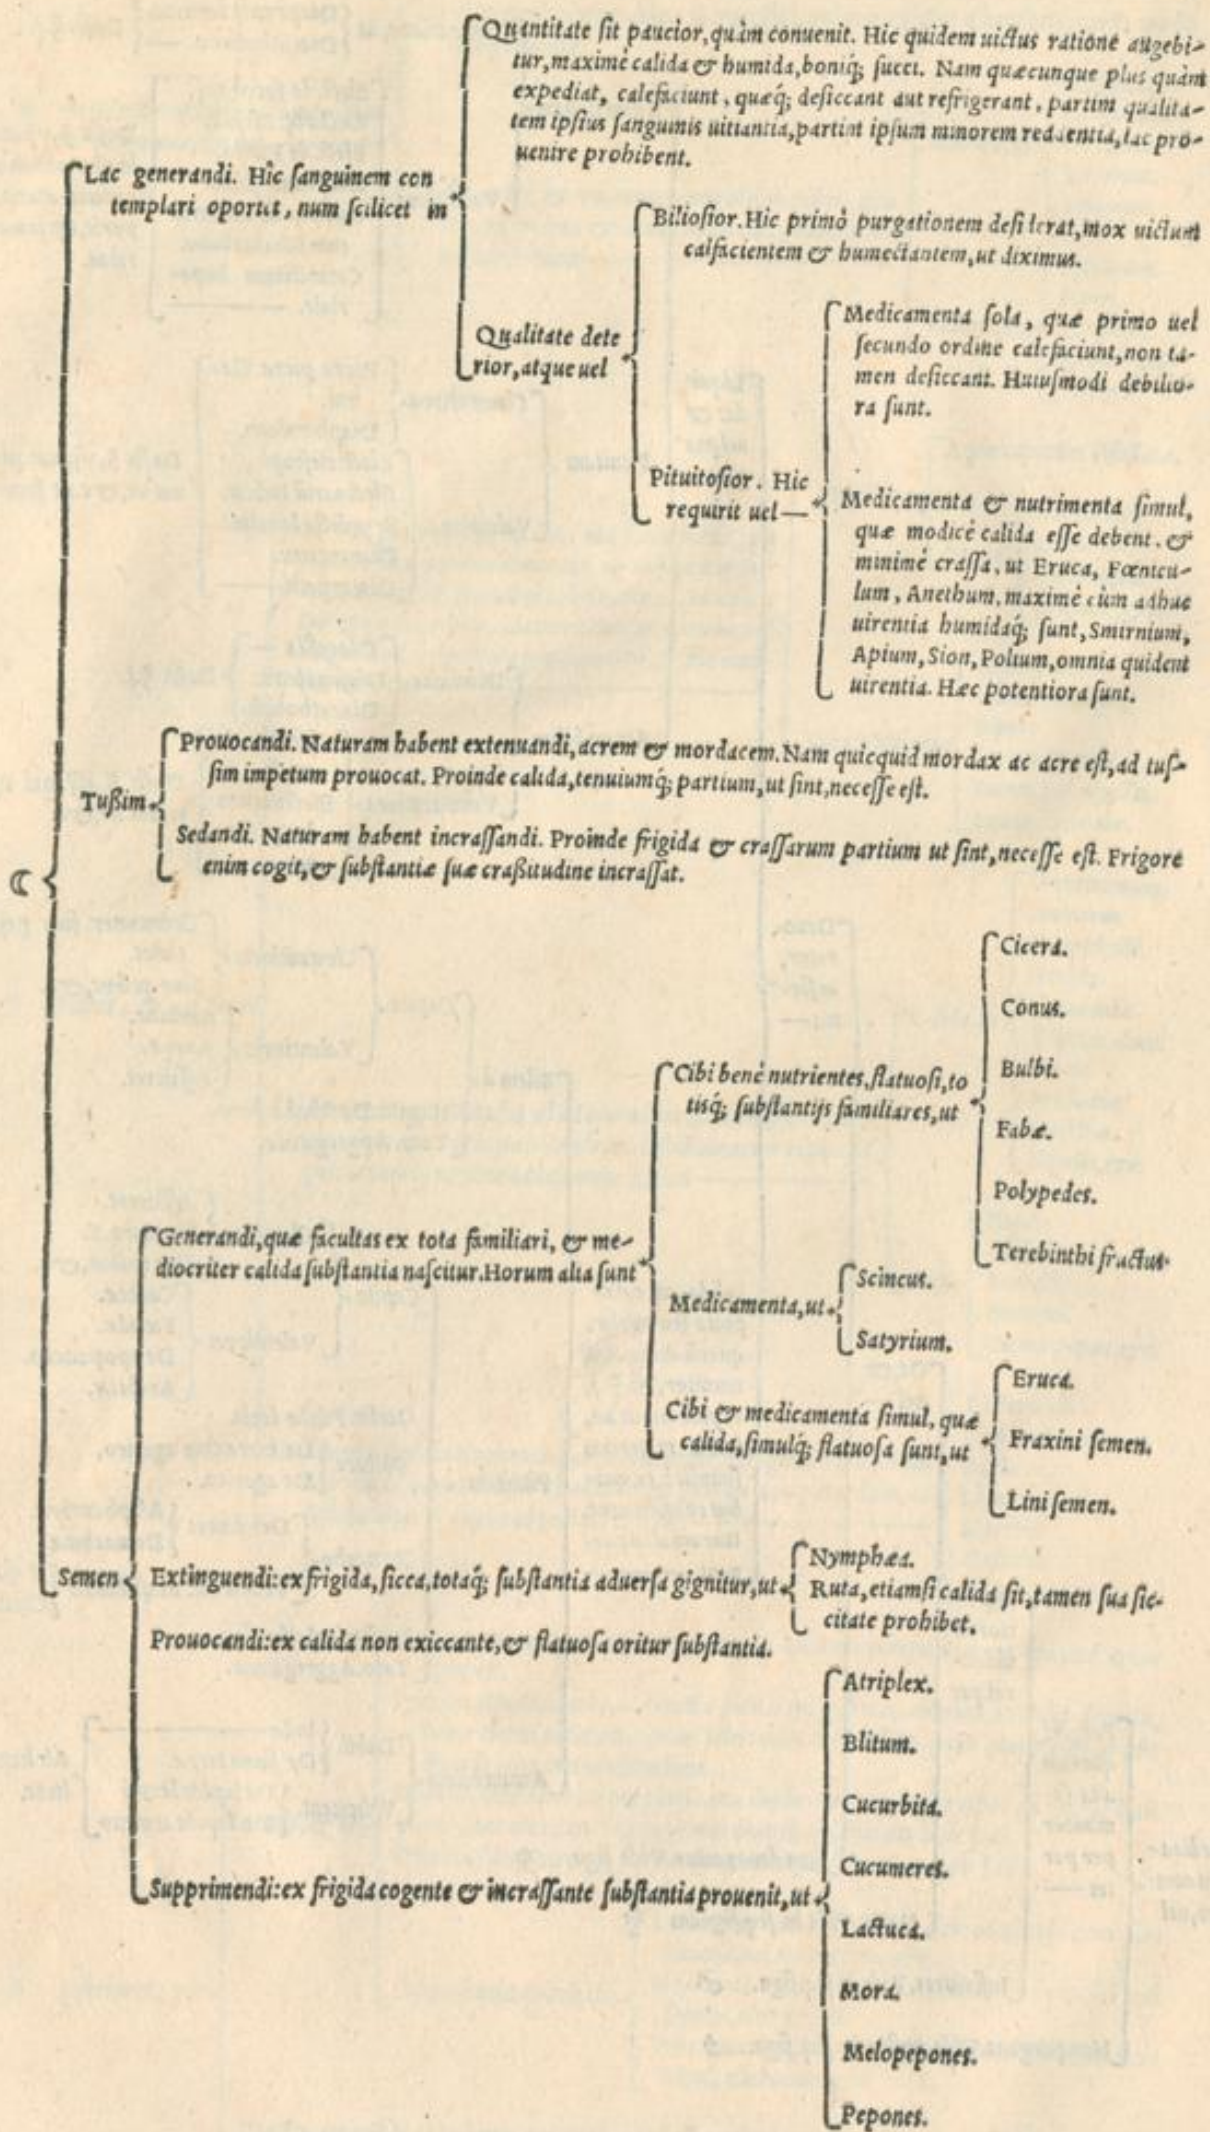 Quantitate sit paucior, quàm conuenit. Hic quidem uictus ratione augebi-
tur, maximè calida & humida, boniq́; succi. Nam quæcunque plus quàm
expediat, calefaciunt, quæq́; desiccant aut refrigerant, partim qualita-
tem ipsius sanguinis uitiantia, partim ipsum minorem reddentia, lac pro-
uenire prohibent.
Lac generandi. Hîc sanguinem con
templari oportet, num scilicet in
Biliosior. Hic primò purgationem desiderat, mox uictum
calfacientem & humectantem, ut diximus.
Qualitate dete
rior, atque uel
Medicamenta sola, quæ primo uel
secundo ordine calefaciunt, non ta-
men desiccant. Huiusmodi debilio-
ra sunt.
Pituitosior. Hic
requirit uel—
Medicamenta & nutrimenta simul,
quæ modicè calida esse debent, &
minimè crassa, ut Eruca, Fœnicu-
lum, Anethum, maximè cùm adhuc
uirentia humidaq́; sunt, Smirnium,
Apium, Sion, Polium, omnia quidem
uirentia. Hæc potentiora sunt.
Prouocandi. Naturam habent extenuandi, acrem & mordacem. Nam quicquid mordax ac acre est, ad tus-
sim impetum prouocat. Proinde calida, tenuiumq́; partium, ut sint, necesse est.
Tußim
Sedandi. Naturam habent incrassandi. Proinde frigida & crassarum partium ut sint, necesse est. Frigore
enim cogit, & substantiæ suæ craßitudine incrassat.
☾
Cicera.
Conus.
Bulbi.
Cibi benè nutrientes, flatuosi, to
tisq́; substantijs familiares, ut
Fabæ.
Polypedes.
Terebinthi fructus.
Generandi, quæ facultas ex tota familiari, & me-
diocriter calida substantia nascitur. Horum alia sunt
Medicamenta, ut
Scincus.
Satyrium.
Cibi & medicamenta simul, quæ
calida, simulq́; flatuosa sunt, ut
Eruca.
Fraxini semen.
Lini semen.
Semen
Extinguendi: ex frigida, sicca, totaq́; substantia aduersa gignitur, ut
Nymphæa.
Ruta, etiamsi calida sit, tamen sua sic-
citate prohibet.
Prouocandi: ex calida non exiccante, & flatuosa oritur substantia.
Atriplex.
Blitum.
Cucurbita.
Cucumeres.
Supprimendi: ex frigida cogente & incrassante substantia prouenit, ut
Lactuca.
Mora.
Melopepones.
Pepones.